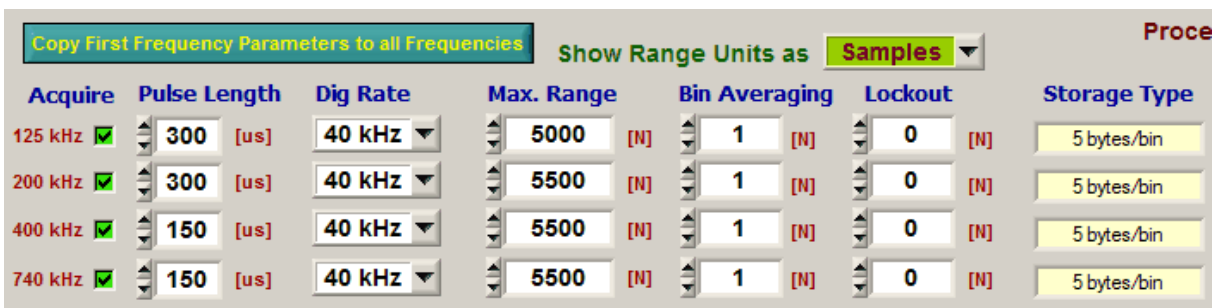 Copy First Frequency Parameters to all Frequencies Show Range Units as Samples Proce
Acquire Pulse Length Dig Rate Max. Range Bin Averaging Lockout Storage Type
125 kHz 300 [us] 40 kHz 5000 [N] 1 [N] 0 [N] 5 bytes/bin
200 kHz 300 [us] 40 kHz 5500 [N] 1 [N] 0 [N] 5 bytes/bin
400 kHz 150 [us] 40 kHz 5500 [N] 1 [N] 0 [N] 5 bytes/bin
740 kHz 150 [us] 40 kHz 5500 [N] 1 [N] 0 [N] 5 bytes/bin